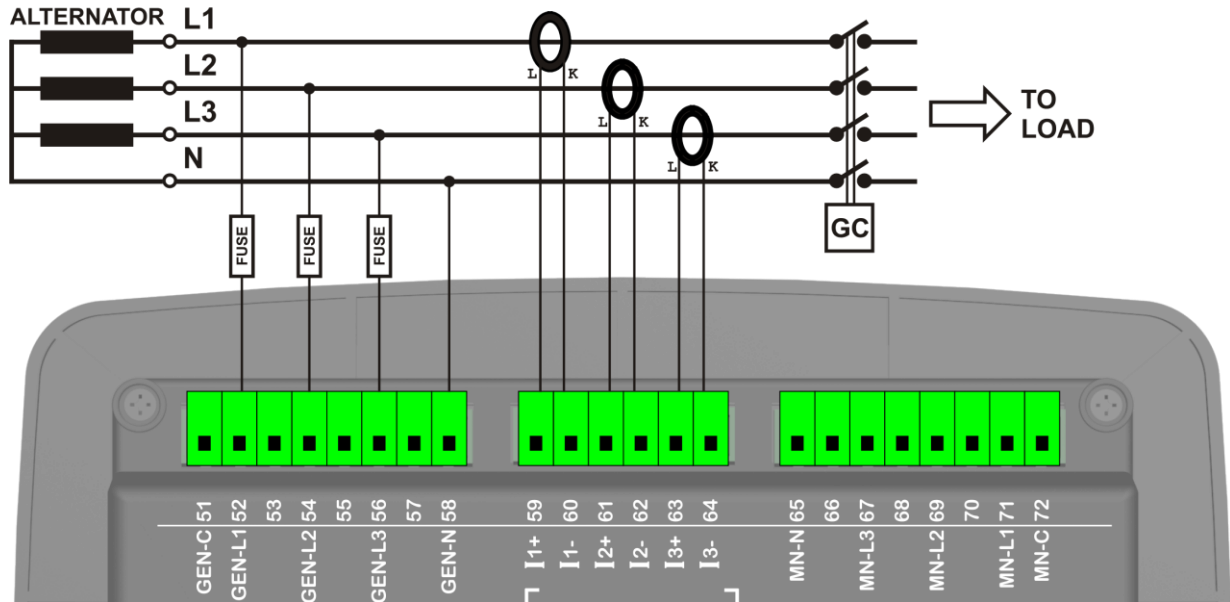 ALTERNATOR L1
L2
L3
N
L K
L K
L K
TO
LOAD
FUSE
FUSE
FUSE
GC
51 52 53 54 55 56 57 58 59 60 61 62 63 64 65 66 67 68 69 70 71 72
GEN-C GEN-L1 GEN-L2 GEN-L3 GEN-N I1+ I1- I2+ I2- I3+ I3- MN-N MN-L3 MN-L2 MN-L1 MN-C